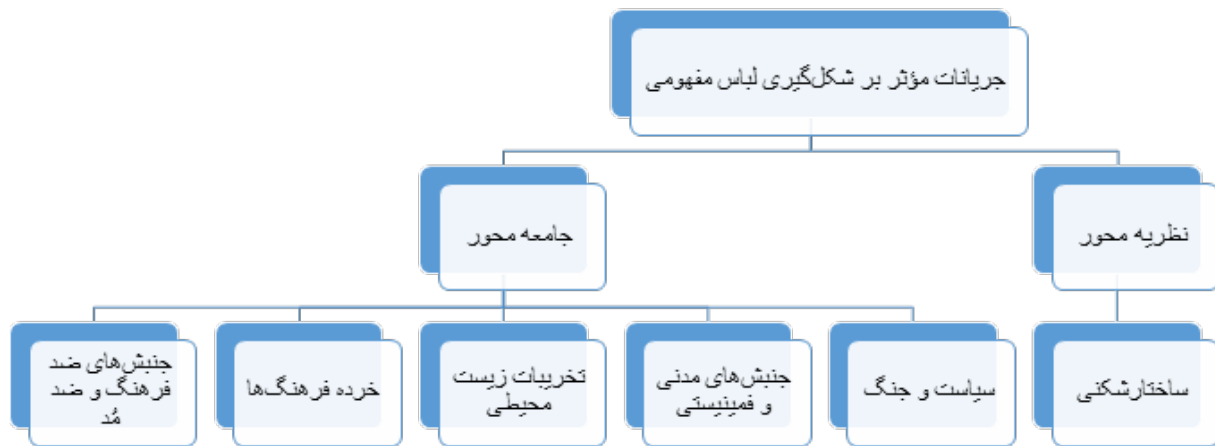 جریانات مؤثر بر شکل‌گیری لباس مفهومی
نظریه محور
جامعه محور
ساختارشکنی
سیاست و جنگ
جنبش‌های مدنی
و فمینیستی
تخریبات زیست
محیطی
خرده فرهنگ‌ها
جنبش‌های ضد
فرهنگ و ضد
مُد